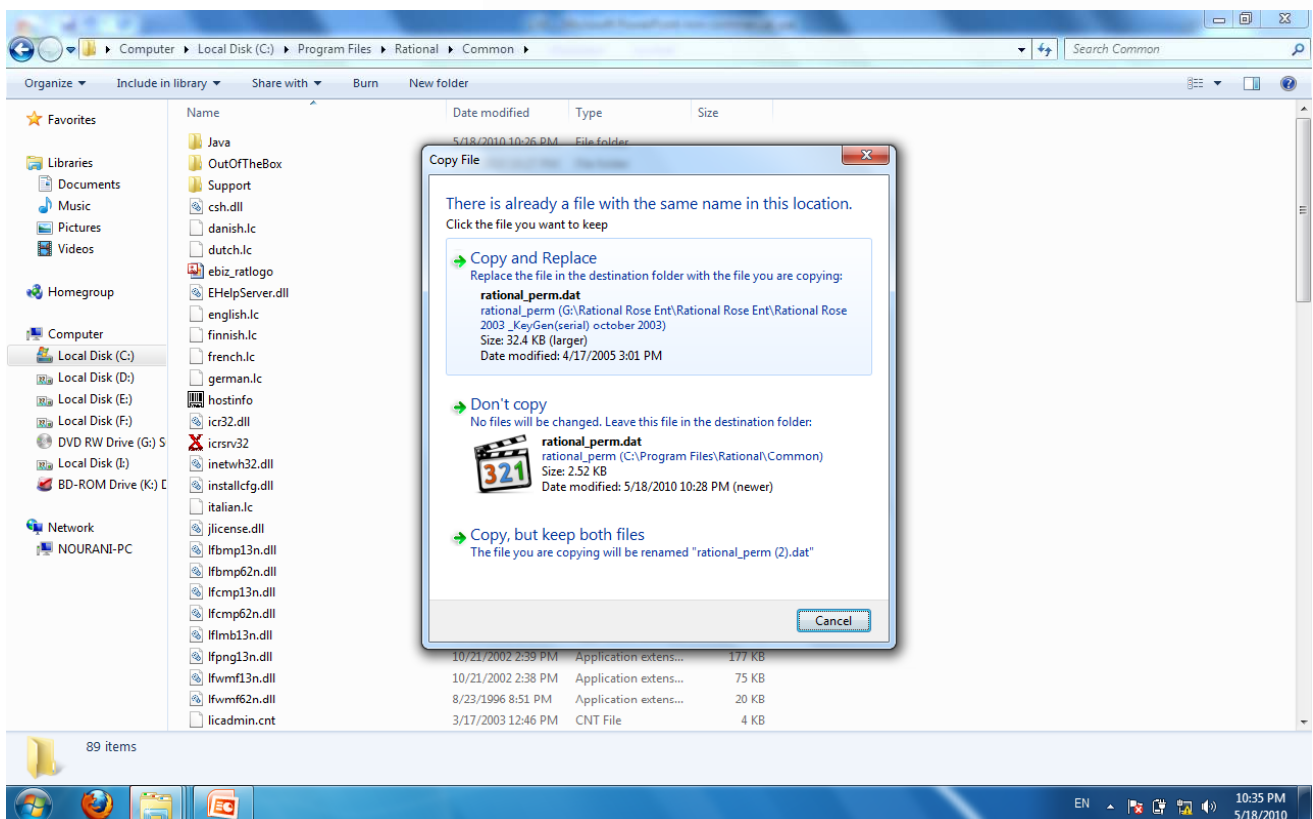 Computer ▸ Local Disk (C:) ▸ Program Files ▸ Rational ▸ Common ▸
Search Common
Organize ▼ Include in library ▼ Share with ▼ Burn New folder
Name Date modified Type Size
Favorites
Libraries
Documents
Music
Pictures
Videos
Homegroup
Computer
Local Disk (C:)
Local Disk (D:)
Local Disk (E:)
Local Disk (F:)
DVD RW Drive (G:) S
Local Disk (I:)
BD-ROM Drive (K:) D
Network
NOURANI-PC
Java 5/18/2010 10:26 PM File folder
OutOfTheBox
Support
csh.dll
danish.lc
dutch.lc
ebiz_ratlogo
EHelpServer.dll
english.lc
finnish.lc
french.lc
german.lc
hostinfo
icr32.dll
icrsrv32
inetwh32.dll
installcfg.dll
italian.lc
jlicense.dll
lfbmp13n.dll
lfbmp62n.dll
lfcmp13n.dll
lfcmp62n.dll
lflmb13n.dll
lfpng13n.dll 10/21/2002 2:39 PM Application extens... 177 KB
lfwmf13n.dll 10/21/2002 2:38 PM Application extens... 75 KB
lfwmf62n.dll 8/23/1996 8:51 PM Application extens... 20 KB
licadmin.cnt 3/17/2003 12:46 PM CNT File 4 KB
Copy File
There is already a file with the same name in this location.
Click the file you want to keep
Copy and Replace
Replace the file in the destination folder with the file you are copying:
rational_perm.dat
rational_perm (G:\Rational Rose Ent\Rational Rose Ent\Rational Rose
2003 _KeyGen(serial) october 2003)
Size: 32.4 KB (larger)
Date modified: 4/17/2005 3:01 PM
Don't copy
No files will be changed. Leave this file in the destination folder:
321
rational_perm.dat
rational_perm (C:\Program Files\Rational\Common)
Size: 2.52 KB
Date modified: 5/18/2010 10:28 PM (newer)
Copy, but keep both files
The file you are copying will be renamed "rational_perm (2).dat"
Cancel
89 items
EN
10:35 PM
5/18/2010